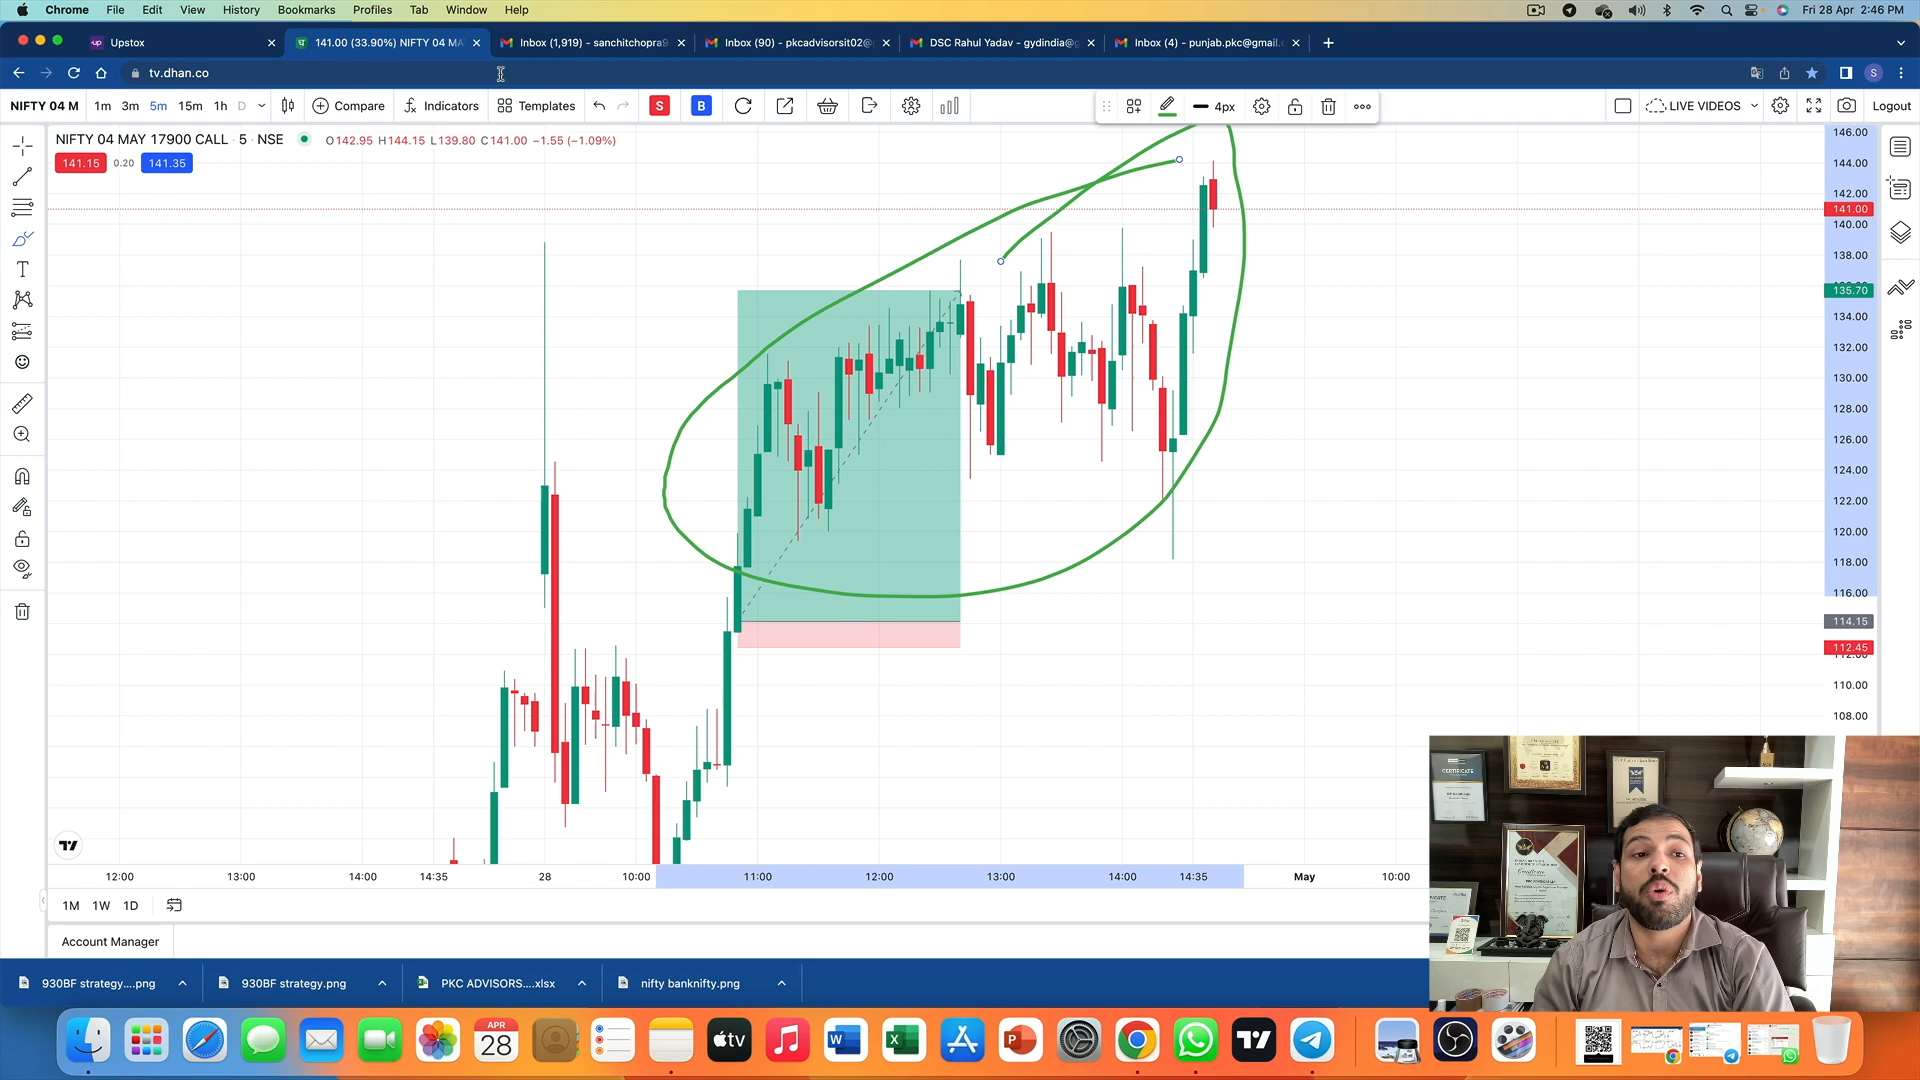 Chrome File Edit View History Bookmarks Profiles Tab Window Help Fri 28 Apr 2:46 PM
up Upstox 141.00 (33.90%) NIFTY 04 MA Inbox (1,919) - sanchitchopra9 Inbox (90) - pkcadvisorsit02@ DSC Rahul Yadav - gydindia@g Inbox (4) - punjab.pkc@gmail.
tv.dhan.co S
NIFTY 04 M 1m 3m 5m 15m 1h D Compare Indicators Templates S B 4px LIVE VIDEOS Logout
NIFTY 04 MAY 17900 CALL · 5 · NSE O142.95 H144.15 L139.80 C141.00 −1.55 (−1.09%)
141.15 0.20 141.35
146.00
144.00
142.00
141.00
140.00
138.00
135.70
134.00
132.00
130.00
128.00
126.00
124.00
122.00
120.00
118.00
116.00
114.15
112.45
110.00
108.00
12:00 13:00 14:00 14:35 28 10:00 11:00 12:00 13:00 14:00 14:35 May 10:00
1M 1W 1D
Account Manager
930BF strategy....png 930BF strategy.png PKC ADVISORS....xlsx nifty banknifty.png
CERTIFICATE
APR
28
tv
W
X
P